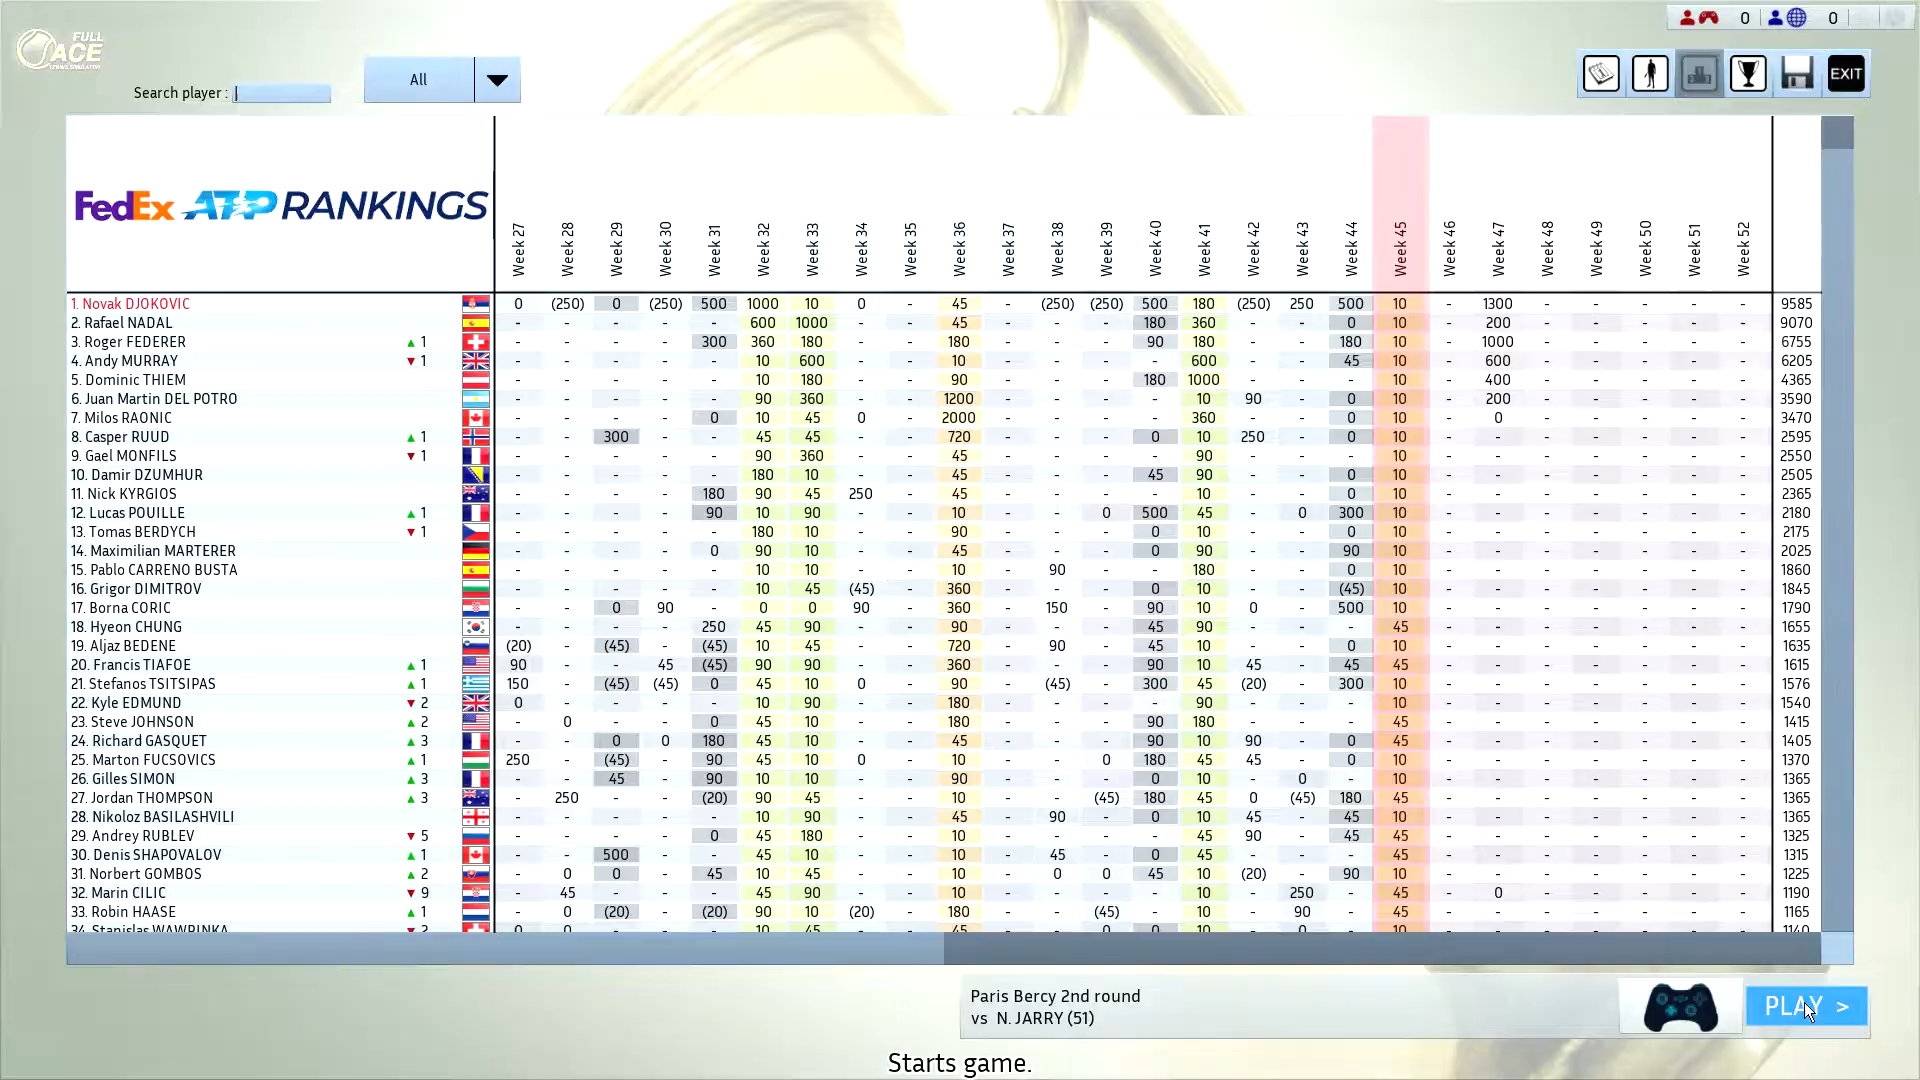 FULL ACE TENNIS SIMULATOR
0 0
Search player :
All
EXIT
FedEx ATP RANKINGS
Week 27 Week 28 Week 29 Week 30 Week 31 Week 32 Week 33 Week 34 Week 35 Week 36 Week 37 Week 38 Week 39 Week 40 Week 41 Week 42 Week 43 Week 44 Week 45 Week 46 Week 47 Week 48 Week 49 Week 50 Week 51 Week 52
1. Novak DJOKOVIC 0 (250) 0 (250) 500 1000 10 0 - 45 - (250) (250) 500 180 (250) 250 500 10 - 1300 - - - - - 9585
2. Rafael NADAL - - - - - 600 1000 - - 45 - - - 180 360 - - 0 10 - 200 - - - - - 9070
3. Roger FEDERER 1 - - - - 300 360 180 - - 180 - - - 90 180 - - 180 10 - 1000 - - - - - 6755
4. Andy MURRAY 1 - - - - - 10 600 - - 10 - - - - 600 - - 45 10 - 600 - - - - - 6205
5. Dominic THIEM - - - - - 10 180 - - 90 - - - 180 1000 - - - 10 - 400 - - - - - 4365
6. Juan Martin DEL POTRO - - - - - 90 360 - - 1200 - - - - 10 90 - 0 10 - 200 - - - - - 3590
7. Milos RAONIC - - - - 0 10 45 0 - 2000 - - - - 360 - - 0 10 - 0 - - - - - 3470
8. Casper RUUD 1 - - 300 - - 45 45 - - 720 - - - 0 10 250 - 0 10 - - - - - - - 2595
9. Gael MONFILS 1 - - - - - 90 360 - - 45 - - - - 90 - - - 10 - - - - - - - 2550
10. Damir DZUMHUR - - - - - 180 10 - - 45 - - - 45 90 - - 0 10 - - - - - - - 2505
11. Nick KYRGIOS - - - - 180 90 45 250 - 45 - - - - 10 - - 0 10 - - - - - - - 2365
12. Lucas POUILLE 1 - - - - 90 10 90 - - 10 - - 0 500 45 - 0 300 10 - - - - - - - 2180
13. Tomas BERDYCH 1 - - - - - 180 10 - - 90 - - - 0 10 - - 0 10 - - - - - - - 2175
14. Maximilian MARTERER - - - - 0 90 10 - - 45 - - - 0 90 - - 90 10 - - - - - - - 2025
15. Pablo CARRENO BUSTA - - - - - 10 10 - - 10 - 90 - - 180 - - 0 10 - - - - - - - 1860
16. Grigor DIMITROV - - - - - 10 45 (45) - 360 - - - 0 10 - - (45) 10 - - - - - - - 1845
17. Borna CORIC - - 0 90 - 0 0 90 - 360 - 150 - 90 10 0 - 500 10 - - - - - - - 1790
18. Hyeon CHUNG - - - - 250 45 90 - - 90 - - - 45 90 - - - 45 - - - - - - - 1655
19. Aljaz BEDENE (20) - (45) - (45) 10 45 - - 720 - 90 - 45 10 - - 0 10 - - - - - - - 1635
20. Francis TIAFOE 1 90 - - 45 (45) 90 90 - - 360 - - - 90 10 45 - 45 45 - - - - - - - 1615
21. Stefanos TSITSIPAS 1 150 - (45) (45) 0 45 10 0 - 90 - (45) - 300 45 (20) - 300 10 - - - - - - - 1576
22. Kyle EDMUND 2 0 - - - - 10 90 - - 180 - - - - 90 - - - 10 - - - - - - - 1540
23. Steve JOHNSON 2 - 0 - - 0 45 10 - - 180 - - - 90 180 - - - 45 - - - - - - - 1415
24. Richard GASQUET 3 - - 0 0 180 45 10 - - 45 - - - 90 10 90 - 0 45 - - - - - - - 1405
25. Marton FUCSOVICS 1 250 - (45) - 90 45 10 0 - 10 - - 0 180 45 45 - 0 10 - - - - - - - 1370
26. Gilles SIMON 3 - - 45 - 90 10 10 - - 90 - - - 0 10 - 0 - 10 - - - - - - - 1365
27. Jordan THOMPSON 3 - 250 - - (20) 90 45 - - 10 - - (45) 180 45 0 (45) 180 45 - - - - - - - 1365
28. Nikoloz BASILASHVILI - - - - - 10 90 - - 45 - 90 - 0 10 45 - 45 10 - - - - - - - 1365
29. Andrey RUBLEV 5 - - - - 0 45 180 - - 10 - - - - 45 90 - 45 45 - - - - - - - 1325
30. Denis SHAPOVALOV 1 - - 500 - - 45 10 - - 10 - 45 - 0 45 - - - 45 - - - - - - - 1315
31. Norbert GOMBOS 2 - 0 0 - 45 10 45 - - 10 - 0 0 45 10 (20) - 90 10 - - - - - - - 1225
32. Marin CILIC 9 - 45 - - - 45 90 - - 10 - - - - 10 - 250 - 45 - 0 - - - - - 1190
33. Robin HAASE 1 - 0 (20) - (20) 90 10 (20) - 180 - - (45) - 10 - 90 - 45 - - - - - - - 1165
34. Stanislas WAWRINKA 2 0 0 - - - 10 45 - - 45 - - 0 0 10 - 0 - 10 - - - - - - - 1140
Paris Bercy 2nd round
vs N. JARRY (51)
PLAY >
Starts game.